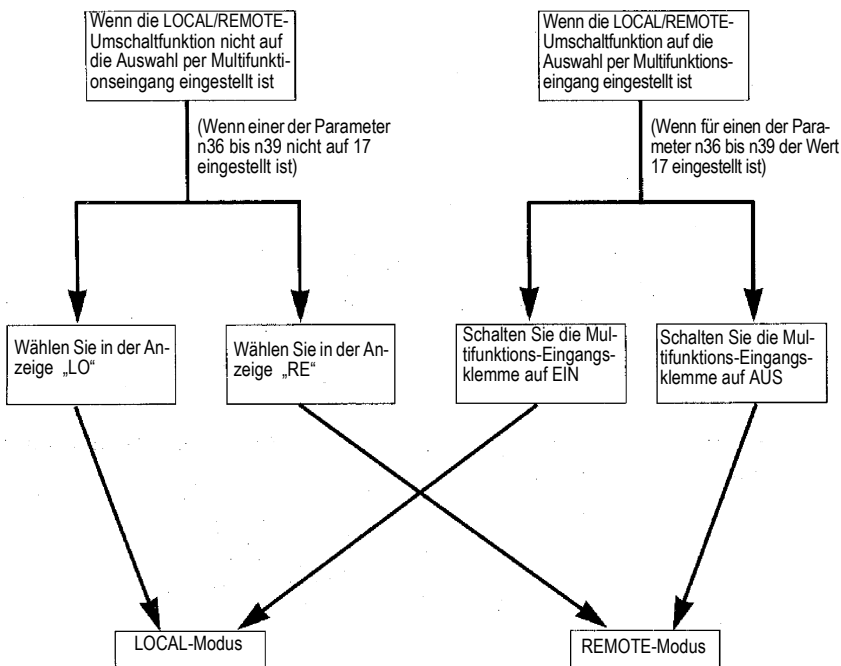 Wenn die LOCAL/REMOTE-
Umschaltfunktion nicht auf
die Auswahl per Multifunkti-
onseingang eingestellt ist
Wenn die LOCAL/REMOTE-
Umschaltfunktion auf die
Auswahl per Multifunktions-
eingang eingestellt ist
(Wenn einer der Parameter
n36 bis n39 nicht auf 17
eingestellt ist)
(Wenn für einen der Para-
meter n36 bis n39 der Wert
17 eingestellt ist)
Wählen Sie in der An-
zeige „LO“
Wählen Sie in der An-
zeige „RE“
Schalten Sie die Mul-
tifunktions-Eingangs-
klemme auf EIN
Schalten Sie die Mul-
tifunktions-Eingangs-
klemme auf AUS
LOCAL-Modus
REMOTE-Modus